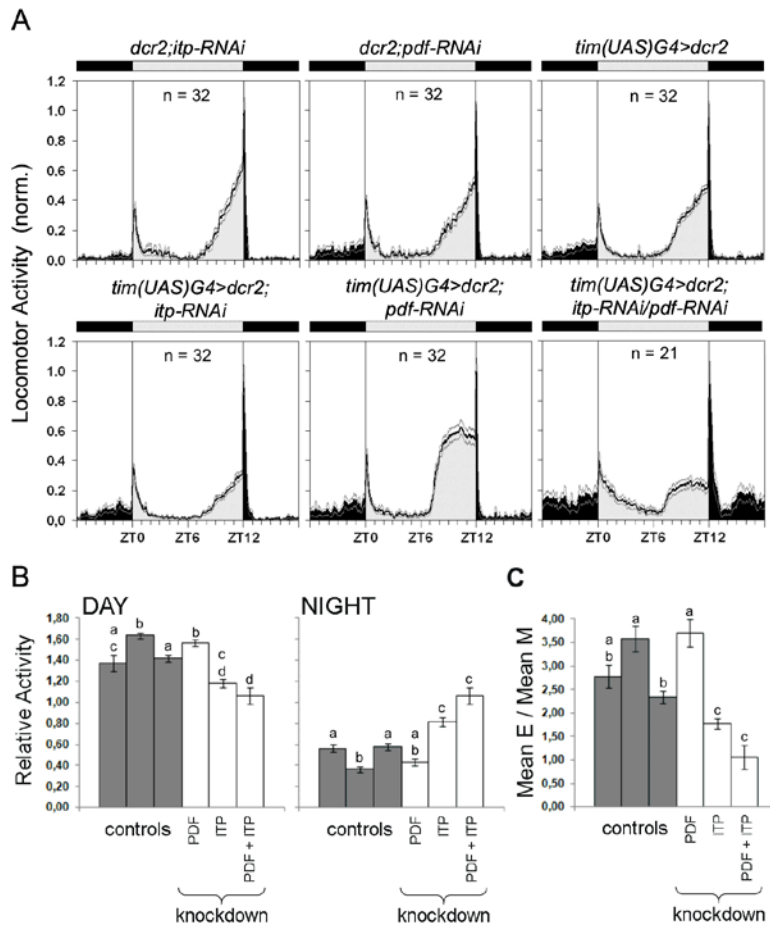 A
dcr2;itp-RNAi
dcr2;pdf-RNAi
tim(UAS)G4>dcr2
Locomotor Activity (norm.)
1.2
1.0
0.8
0.6
0.4
0.2
0.0
n = 32
n = 32
n = 32
tim(UAS)G4>dcr2;
itp-RNAi
tim(UAS)G4>dcr2;
pdf-RNAi
tim(UAS)G4>dcr2;
itp-RNAi/pdf-RNAi
1.2
1.0
0.8
0.6
0.4
0.2
0,0
n = 32
n = 32
n = 21
ZT0 ZT6 ZT12
ZT0 ZT6 ZT12
ZT0 ZT6 ZT12
B
DAY
Relative Activity
1,80
1,60
1,40
1,20
1,00
0,80
0,60
0,40
0,20
0,00
a
c
b
a
b
c
d
d
controls
PDF
ITP
PDF + ITP
knockdown
NIGHT
a
b
a
a
b
c
c
controls
PDF
ITP
PDF + ITP
knockdown
C
Mean E / Mean M
4,00
3,50
3,00
2,50
2,00
1,50
1,00
0,50
0,00
a
b
a
b
a
c
c
controls
PDF
ITP
PDF + ITP
knockdown